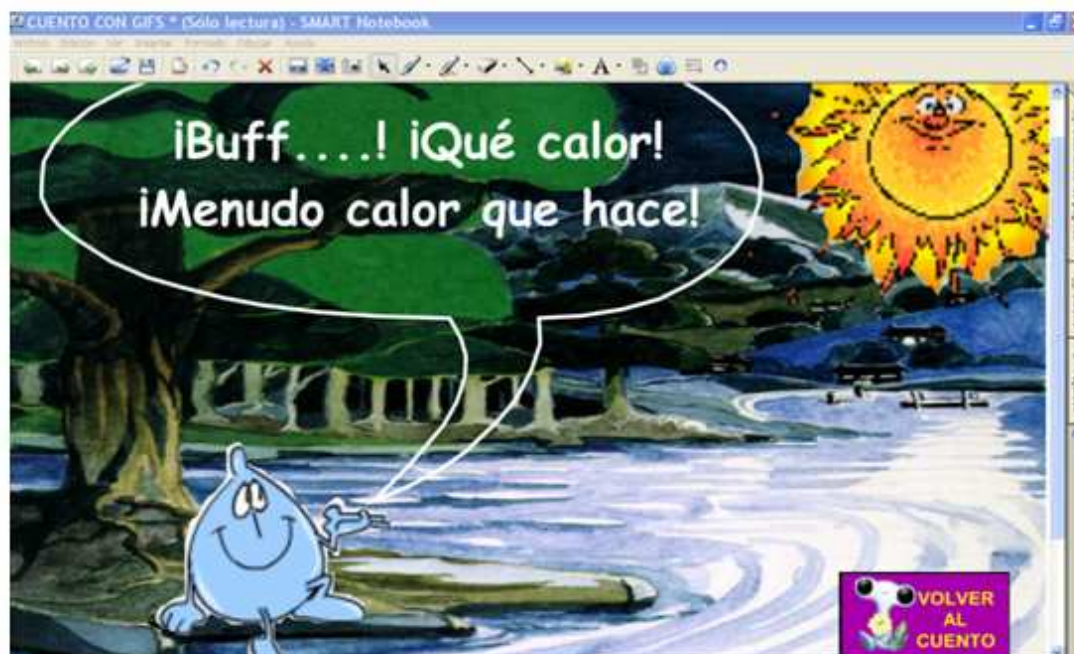 CUENTO CON GIFS * (Sólo lectura) - SMART Notebook
¡Buff....! ¡Qué calor!
¡Menudo calor que hace!
VOLVER
AL
CUENTO